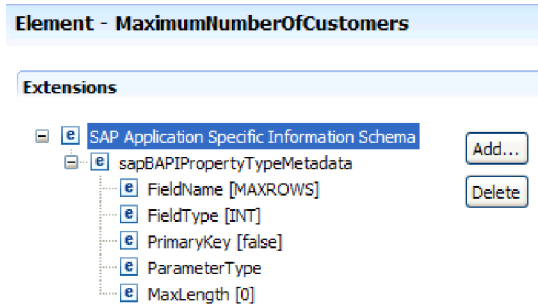 Element - MaximumNumberOfCustomers
Extensions
SAP Application Specific Information Schema
sapBAPIPropertyTypeMetadata
FieldName [MAXROWS]
FieldType [INT]
PrimaryKey [false]
ParameterType
MaxLength [0]
Add...
Delete